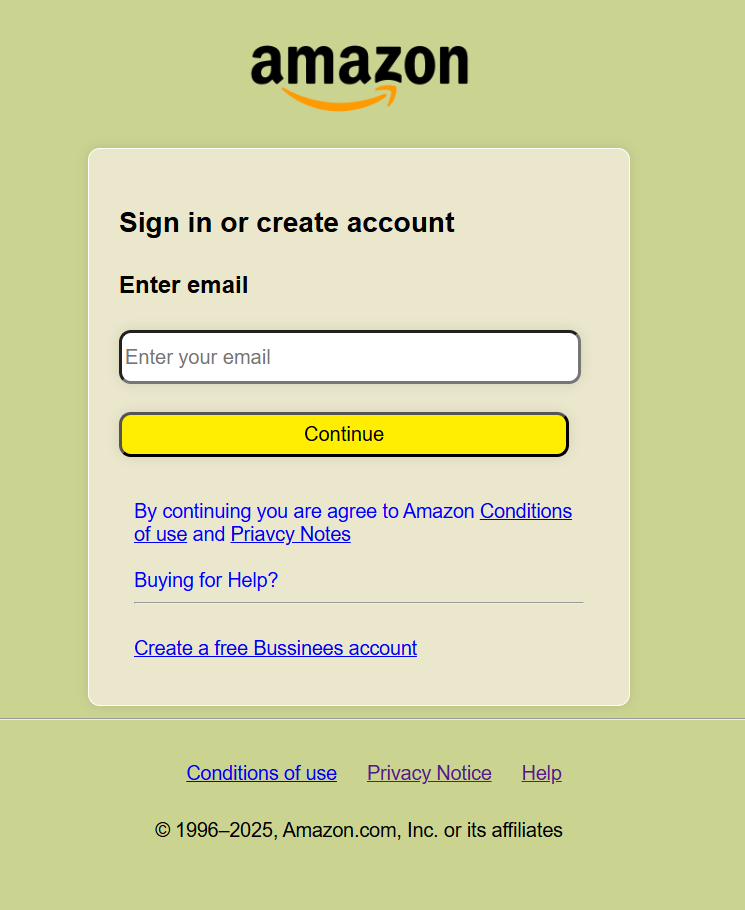 amazon
Sign in or create account
Enter email
Enter your email
Continue
By continuing you are agree to Amazon Conditions
of use and Priavcy Notes
Buying for Help?
Create a free Bussinees account
Conditions of use Privacy Notice Help
© 1996–2025, Amazon.com, Inc. or its affiliates